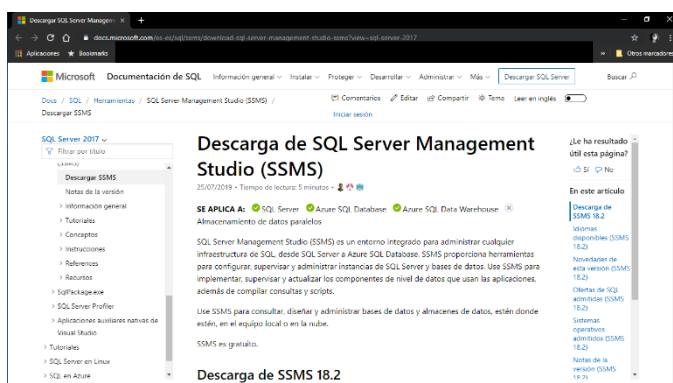 Descargar SQL Server Managem
docs.microsoft.com/es-es/sql/ssms/download-sql-server-management-studio-ssms?view=sql-server-2017
Aplicaciones Bookmarks
Otros marcadores
Microsoft Documentación de SQL Información general Instalar Proteger Desarrollar Administrar Más Descargar SQL Server Buscar
Docs / SQL / Herramientas / SQL Server Management Studio (SSMS) /
Descargar SSMS
Comentarios Editar Compartir Tema Leer en inglés
Iniciar sesión
SQL Server 2017
Filtrar por título
(SSMS)
Descargar SSMS
Notas de la versión
Información general
Tutoriales
Conceptos
Instrucciones
References
Recursos
SqlPackage.exe
SQL Server Profiler
Aplicaciones auxiliares nativas de
Visual Studio
Tutoriales
SQL Server en Linux
SQL en Azure
Descarga de SQL Server Management
Studio (SSMS)
25/07/2019 • Tiempo de lectura: 5 minutos •
SE APLICA A: SQL Server Azure SQL Database Azure SQL Data Warehouse
Almacenamiento de datos paralelos
SQL Server Management Studio (SSMS) es un entorno integrado para administrar cualquier
infraestructura de SQL, desde SQL Server a Azure SQL Database. SSMS proporciona herramientas
para configurar, supervisar y administrar instancias de SQL Server y bases de datos. Use SSMS para
implementar, supervisar y actualizar los componentes de nivel de datos que usan las aplicaciones,
además de compilar consultas y scripts.
Use SSMS para consultar, diseñar y administrar bases de datos y almacenes de datos, estén donde
estén, en el equipo local o en la nube.
SSMS es gratuito.
Descarga de SSMS 18.2
¿Le ha resultado
útil esta página?
Sí No
En este artículo
Descarga de
SSMS 18.2
Idiomas
disponibles (SSMS
18.2)
Novedades de
esta versión (SSMS
18.2)
Ofertas de SQL
admitidas (SSMS
18.2)
Sistemas
operativos
admitidos (SSMS
18.2)
Notas de la
versión (SSMS
18.2)